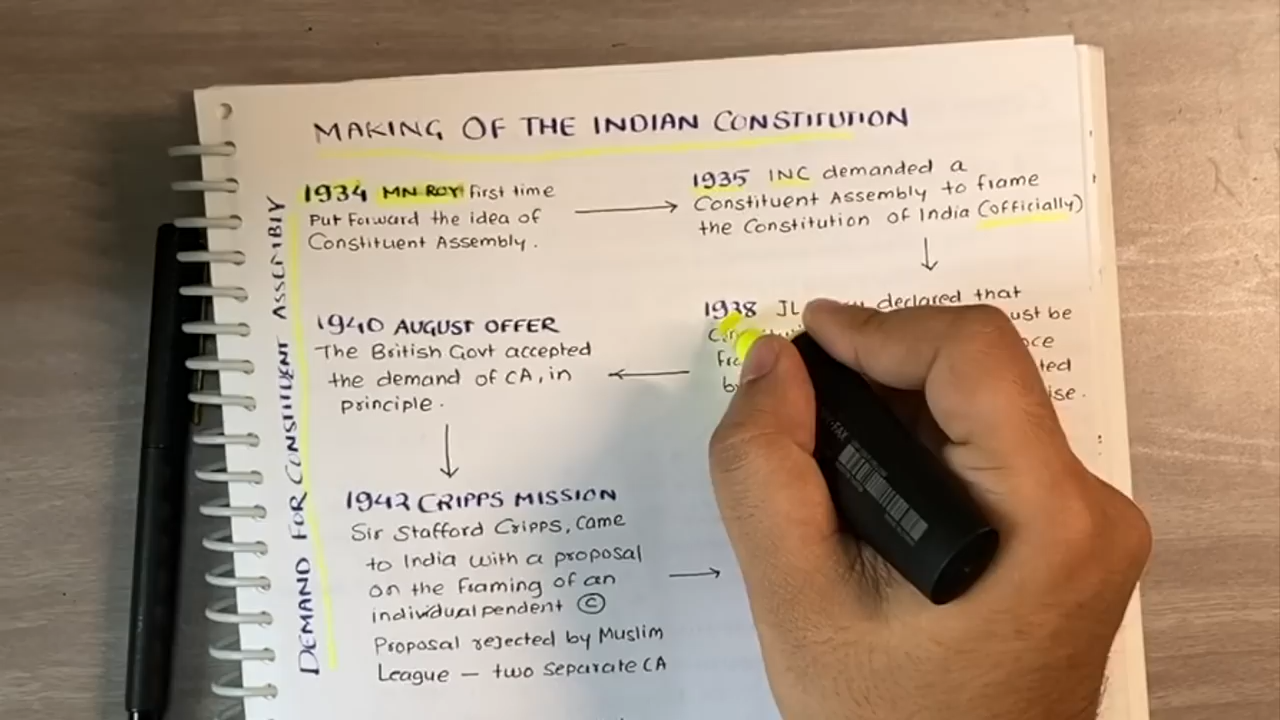 MAKING OF THE INDIAN CONSTITUTION
DEMAND FOR CONSTITUENT ASSEMBLY
1934 MN ROY first time
Put forward the idea of
Constituent Assembly.
1935 INC demanded a
Constituent Assembly to frame
the Constitution of India (officially)
1938 JL declared that
ust be
by
ise.
1940 AUGUST OFFER
The British Govt accepted
the demand of CA, in
principle.
1942 CRIPPS MISSION
Sir Stafford Cripps, came
to India with a proposal
on the framing of an
individual pendent ©
Proposal rejected by Muslim
League — two separate CA